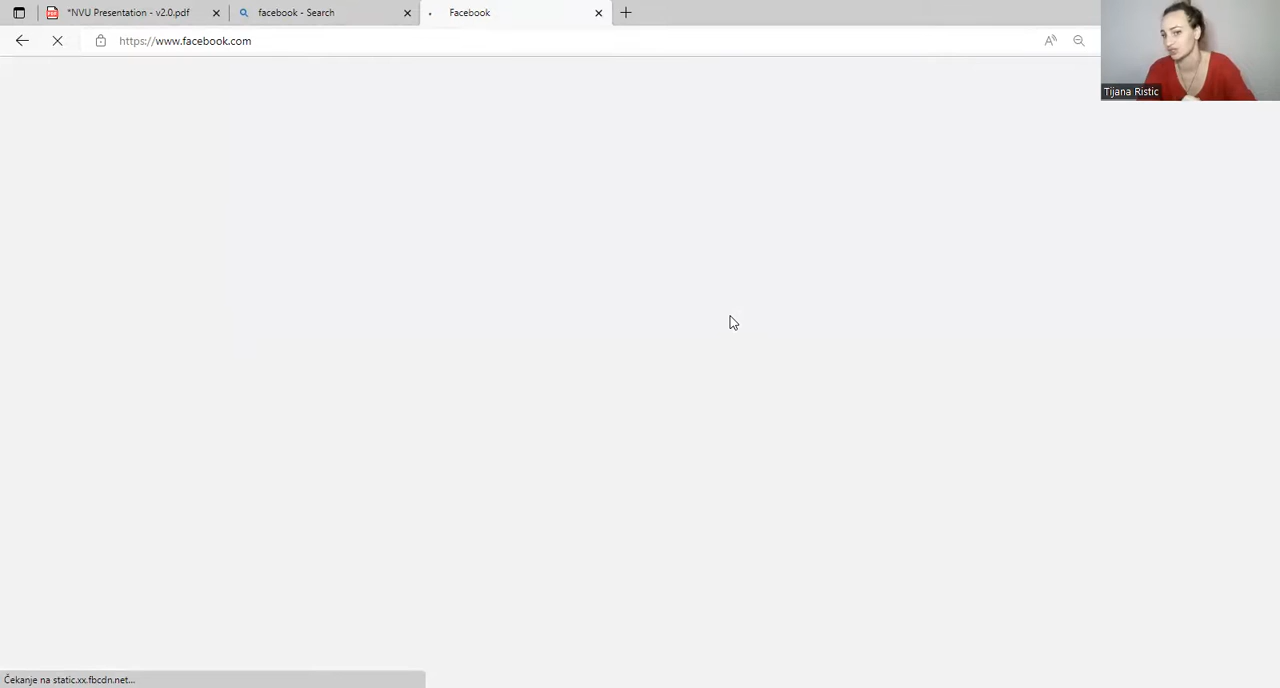 *NVU Presentation - v2.0.pdf
facebook - Search
Facebook
https://www.facebook.com
Tijana Ristic
Čekanje na static.xx.fbcdn.net...